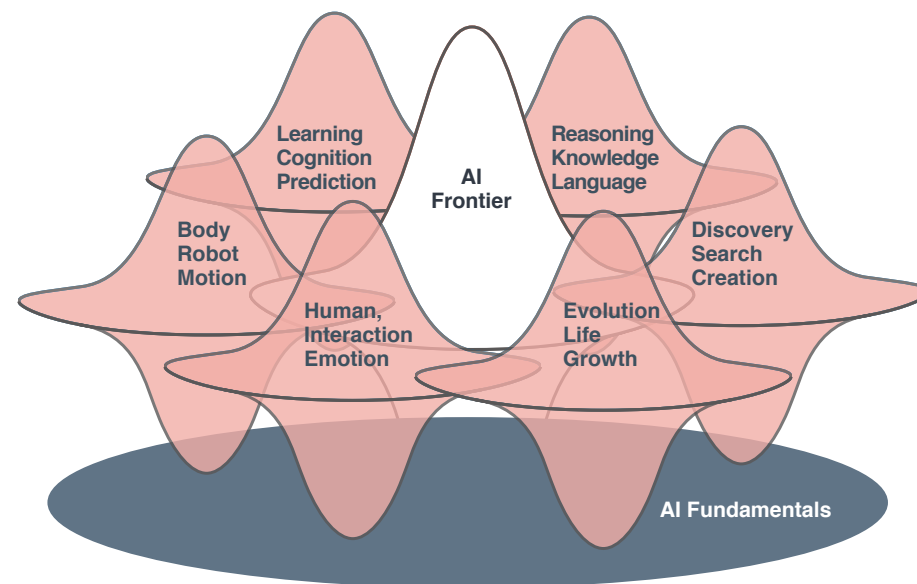 Learning
Cognition
Prediction
AI
Frontier
Reasoning
Knowledge
Language
Body
Robot
Motion
Discovery
Search
Creation
Human,
Interaction
Emotion
Evolution
Life
Growth
AI Fundamentals